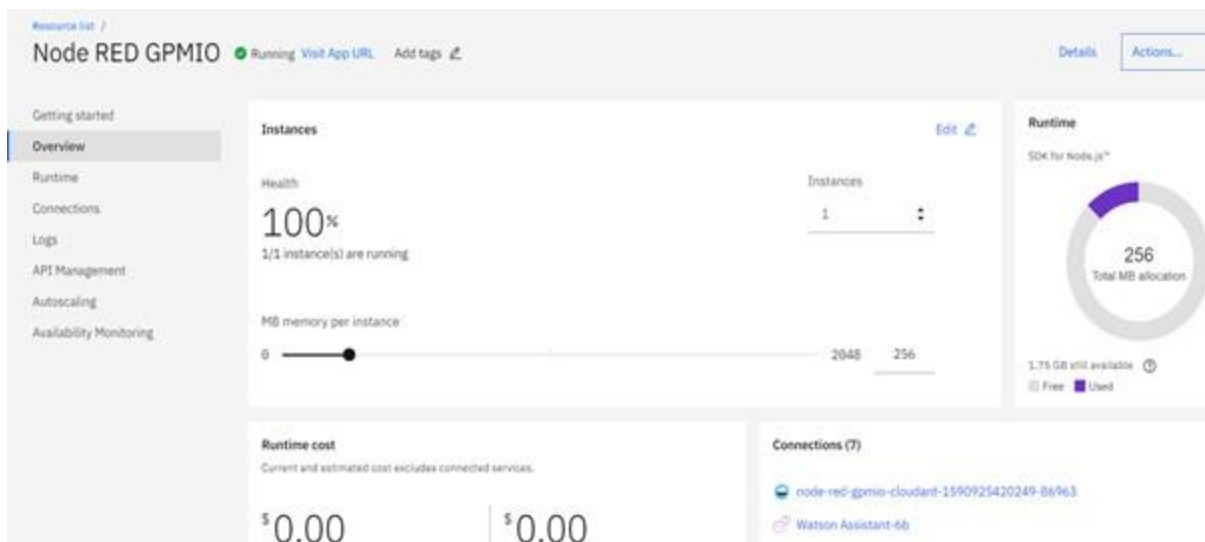 Resource list /
Node RED GPMIO Running Visit App URL Add tags
Details Actions...
Getting started
Overview
Runtime
Connections
Logs
API Management
Autoscaling
Availability Monitoring
Instances Edit
Health
100%
1/1 instance(s) are running
Instances
1
MB memory per instance
0 2048 256
Runtime
SDK for Node.js™
256
Total MB allocation
1.75 GB still available
Free Used
Runtime cost
Current and estimated cost excludes connected services.
$0.00 $0.00
Connections (7)
node-red-gpmio-cloudant-1590925420249-86963
Watson Assistant-6b